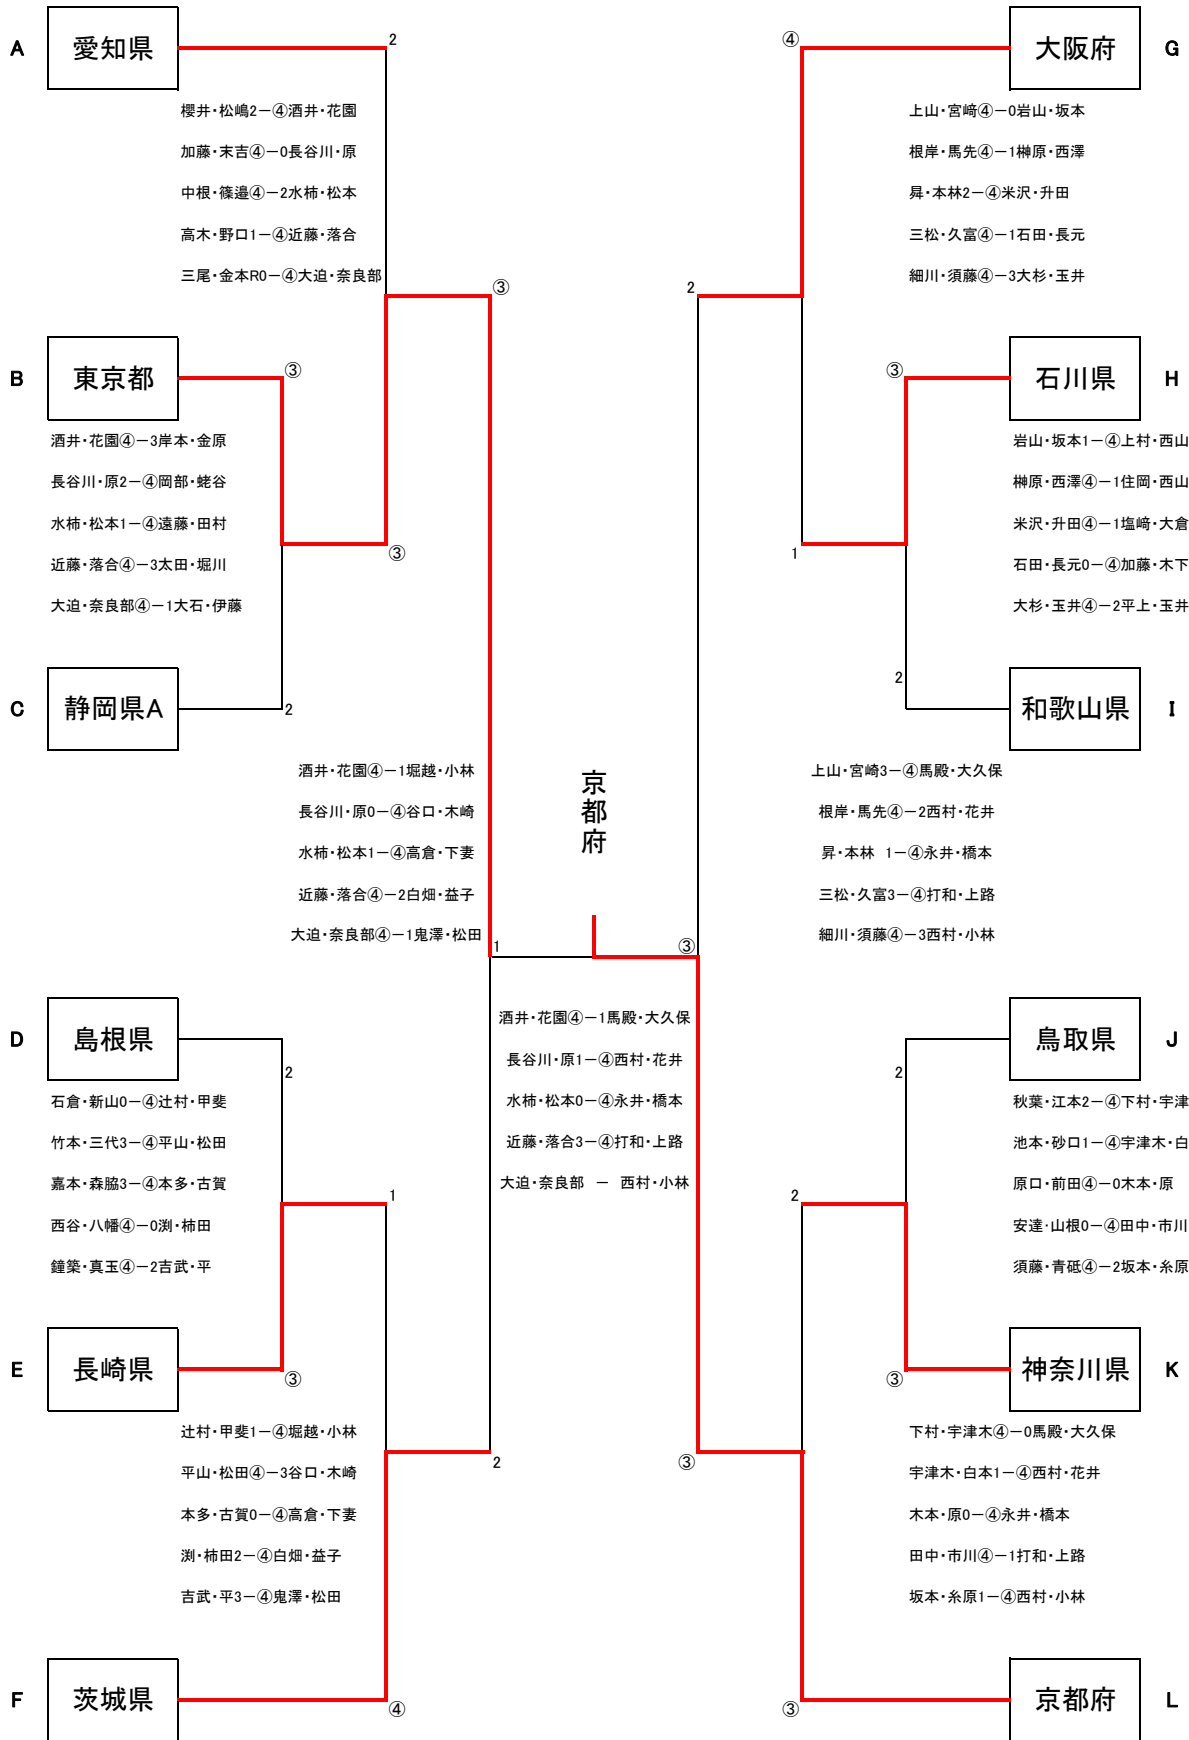 A
愛知県
2
櫻井・松嶋2－④酒井・花園
加藤・末吉④－0長谷川・原
中根・篠邉④－2水柿・松本
高木・野口1－④近藤・落合
三尾・金本R0－④大迫・奈良部
③
B
東京都
③
酒井・花園④－3岸本・金原
長谷川・原2－④岡部・蛯谷
水柿・松本1－④遠藤・田村
近藤・落合④－3太田・堀川
大迫・奈良部④－1大石・伊藤
③
C
静岡県A
2
酒井・花園④－1堀越・小林
長谷川・原0－④谷口・木崎
水柿・松本1－④高倉・下妻
近藤・落合④－2白畑・益子
大迫・奈良部④－1鬼澤・松田
1
D
島根県
2
石倉・新山0－④辻村・甲斐
竹本・三代3－④平山・松田
嘉本・森脇3－④本多・古賀
西谷・八幡④－0渕・柿田
鐘築・真玉④－2吉武・平
1
E
長崎県
③
辻村・甲斐1－④堀越・小林
平山・松田④－3谷口・木崎
本多・古賀0－④高倉・下妻
渕・柿田2－④白畑・益子
吉武・平3－④鬼澤・松田
2
F
茨城県
④
京都府
酒井・花園④－1馬殿・大久保
長谷川・原1－④西村・花井
水柿・松本0－④永井・橋本
近藤・落合3－④打和・上路
大迫・奈良部　－　西村・小林
④
大阪府
G
上山・宮﨑④－0岩山・坂本
根岸・馬先④－1榊原・西澤
昇・本林2－④米沢・升田
三松・久富④－1石田・長元
細川・須藤④－3大杉・玉井
2
③
石川県
H
岩山・坂本1－④上村・西山
榊原・西澤④－1住岡・西山
米沢・升田④－1塩﨑・大倉
石田・長元0－④加藤・木下
大杉・玉井④－2平上・玉井
1
2
和歌山県
I
上山・宮崎3－④馬殿・大久保
根岸・馬先④－2西村・花井
昇・本林 1－④永井・橋本
三松・久富3－④打和・上路
細川・須藤④－3西村・小林
③
鳥取県
J
2
秋葉・江本2－④下村・宇津
池本・砂口1－④宇津木・白
原口・前田④－0木本・原
安達・山根0－④田中・市川
須藤・青砥④－2坂本・糸原
2
神奈川県
K
③
下村・宇津木④－0馬殿・大久保
宇津木・白本1－④西村・花井
木本・原0－④永井・橋本
田中・市川④－1打和・上路
坂本・糸原1－④西村・小林
③
③
京都府
L